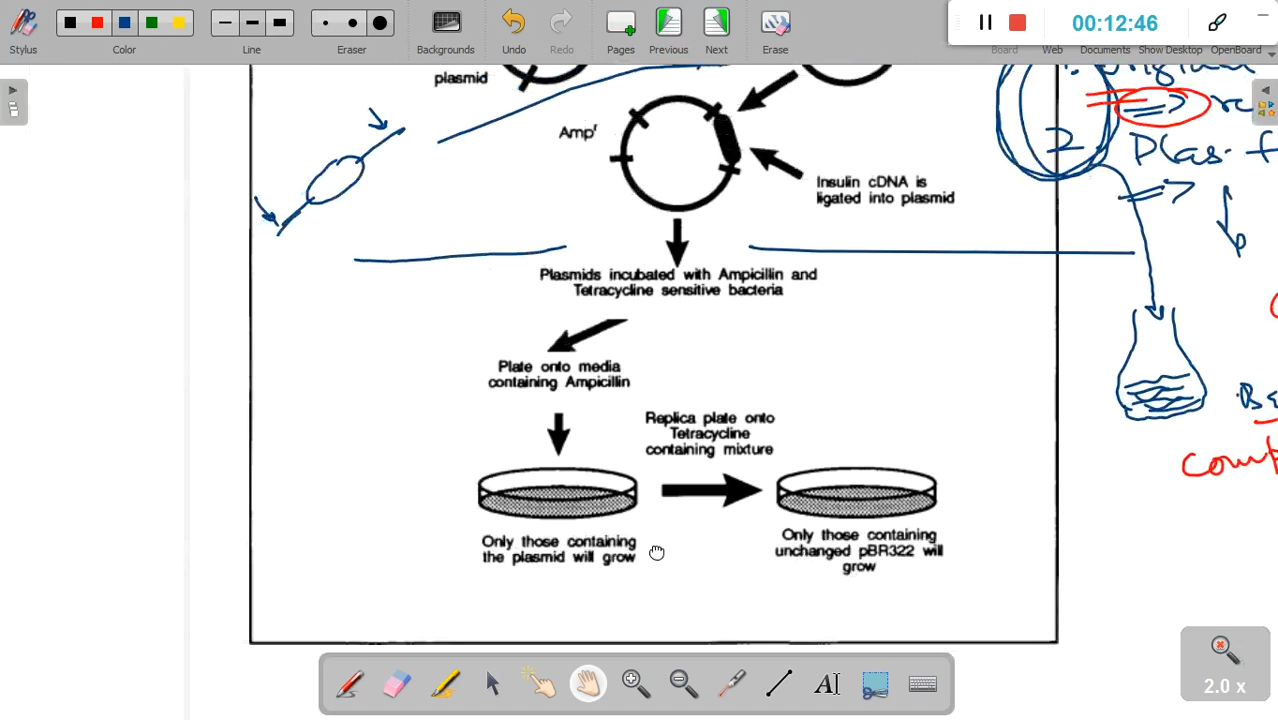 Stylus
Color
Line
Eraser
Backgrounds
Undo
Redo
Pages
Previous
Next
Erase
00:12:46
Board
Web
Documents
Show Desktop
OpenBoard
plasmid
Ampr
Insulin cDNA is
ligated into plasmid
2
Plas
Plasmids incubated with Ampicillin and
Tetracycline sensitive bacteria
Plate onto media
containing Ampicillin
Replica plate onto
Tetracycline
containing mixture
Only those containing
the plasmid will grow
Only those containing
unchanged pBR322 will
grow
2.0 x